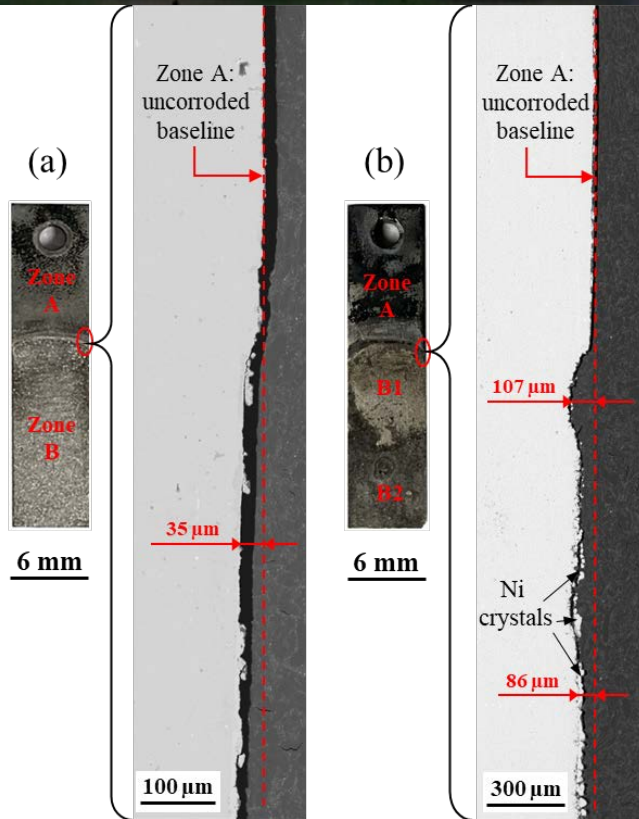 (a)
Zone
A
Zone
B
6 mm
Zone A:
uncorroded
baseline
35 µm
100 µm
(b)
Zone
A
B1
B2
6 mm
Zone A:
uncorroded
baseline
107 µm
Ni
crystals
86 µm
300 µm